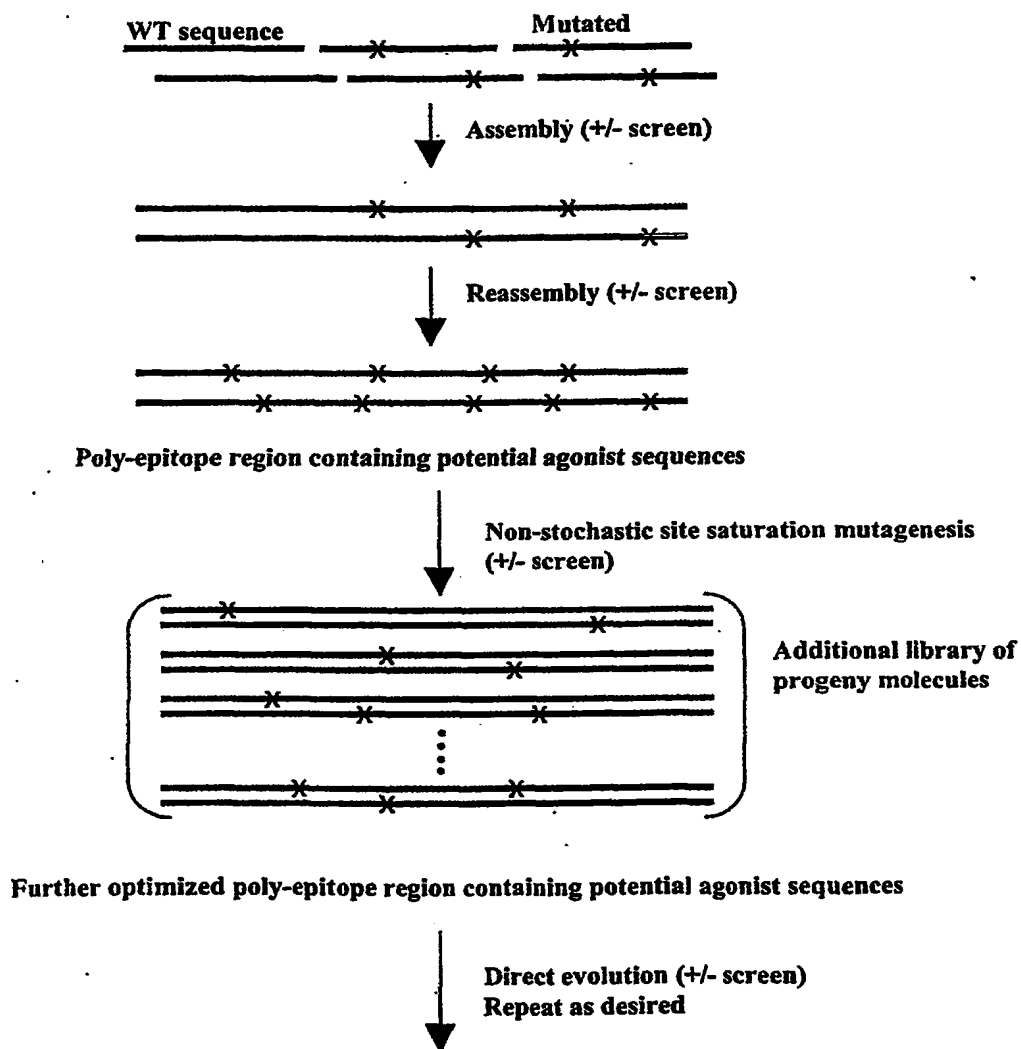 WT sequence
Mutated
Assembly (+/- screen)
Reassembly (+/- screen)
Poly-epitope region containing potential agonist sequences
Non-stochastic site saturation mutagenesis
(+/- screen)
Additional library of
progeny molecules
Further optimized poly-epitope region containing potential agonist sequences
Direct evolution (+/- screen)
Repeat as desired